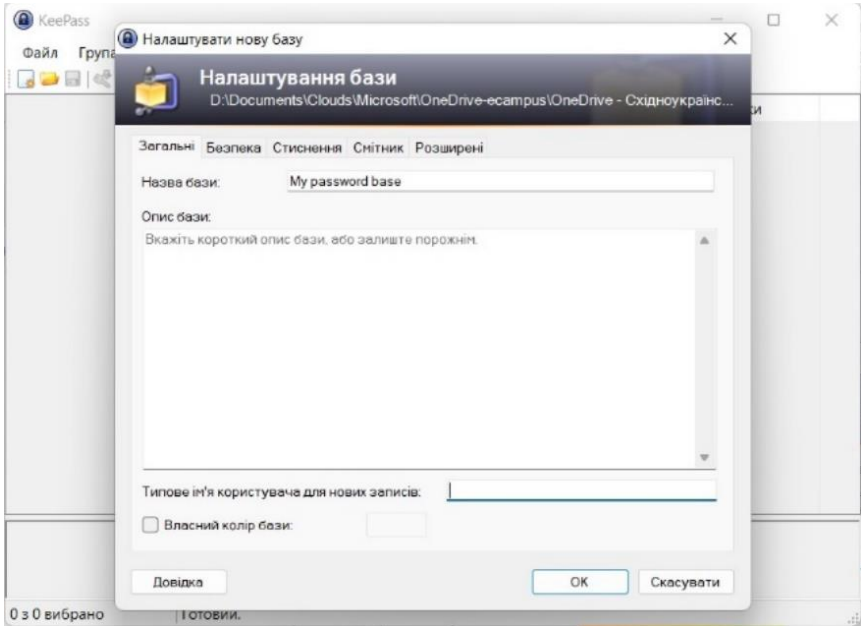 KeePass
Файл Група
Налаштувати нову базу
Налаштування бази
D:\Documents\Clouds\Microsoft\OneDrive-ecampus\OneDrive - Східноукраїнс...
ки
Загальні Безпека Стиснення Смітник Розширені
Назва бази: My password base
Опис бази:
Вкажіть короткий опис бази, або залиште порожнім.
Типове ім'я користувача для нових записів:
Власний колір бази:
Довідка OK Скасувати
0 з 0 вибрано Готовий.